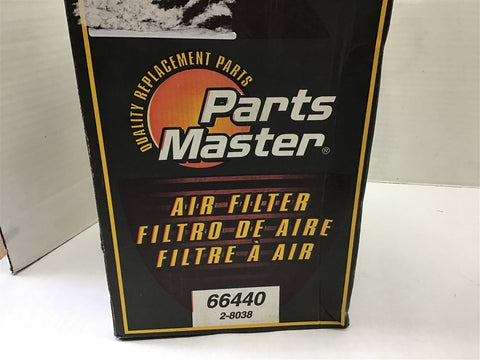 QUALITY REPLACEMENT PARTS
Parts
Master®
AIR FILTER
FILTRO DE AIRE
FILTRE À AIR
66440
2-8038